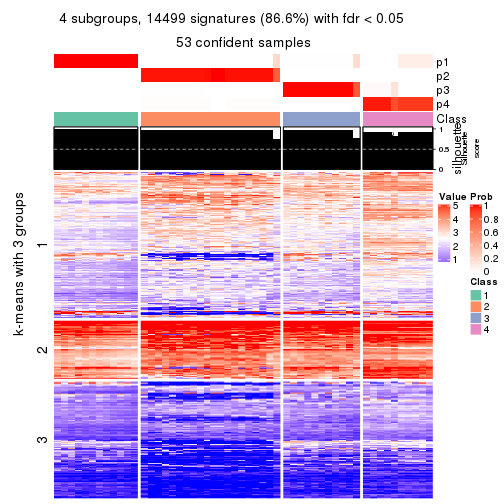 4 subgroups, 14499 signatures (86.6%) with fdr < 0.05
53 confident samples
p1
p2
p3
p4
Class
1
0.5
0
silhouette
Silhouette
score
k-means with 3 groups
1
2
3
Value
5
4
3
2
1
Prob
1
0.8
0.6
0.4
0.2
0
Class
1
2
3
4